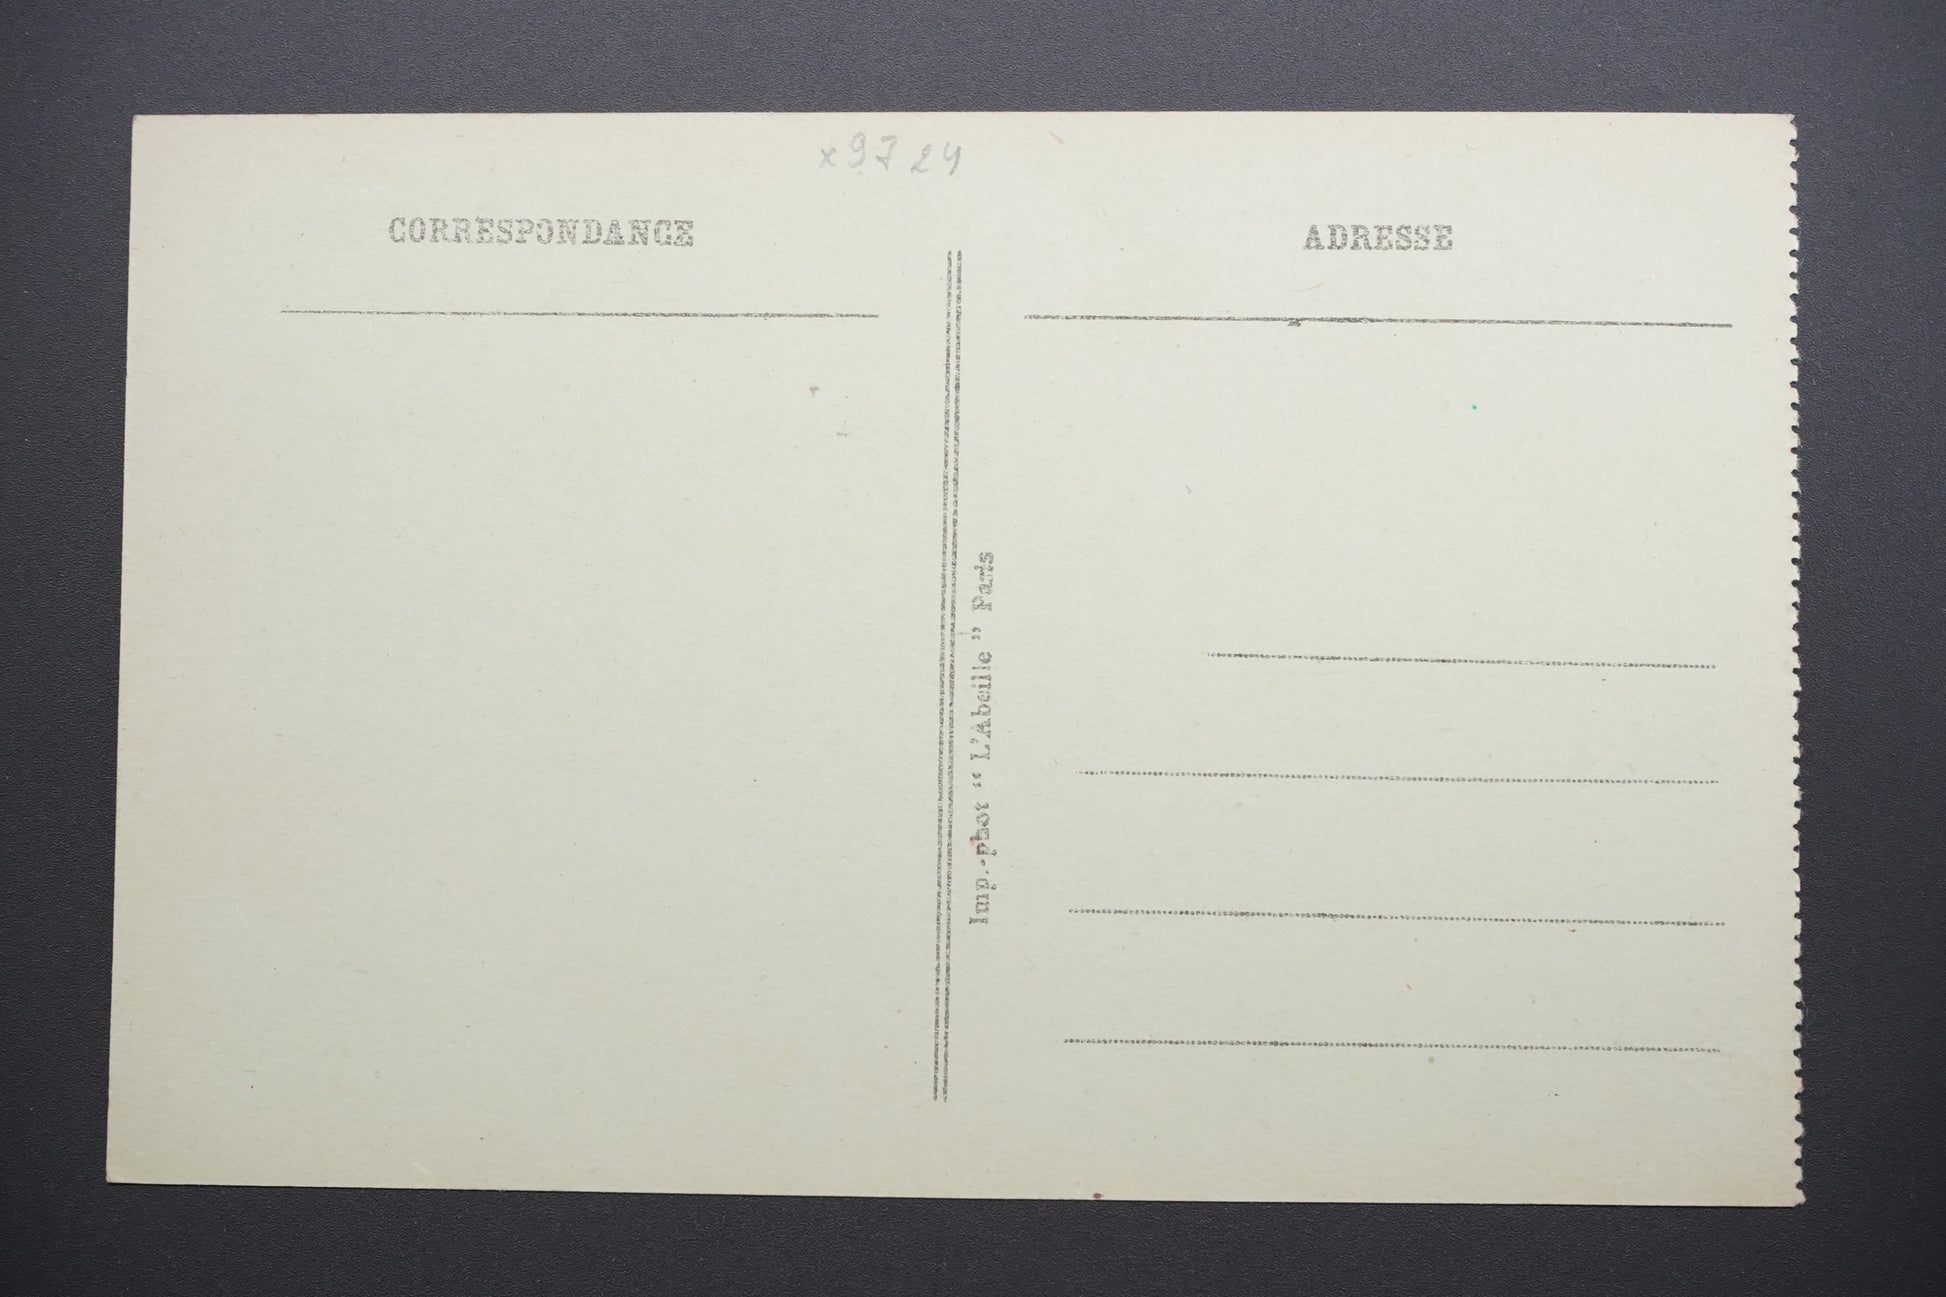 x9724
CORRESPONDANCE
ADRESSE
Imp.-phot “ L'Abeille ” Paris